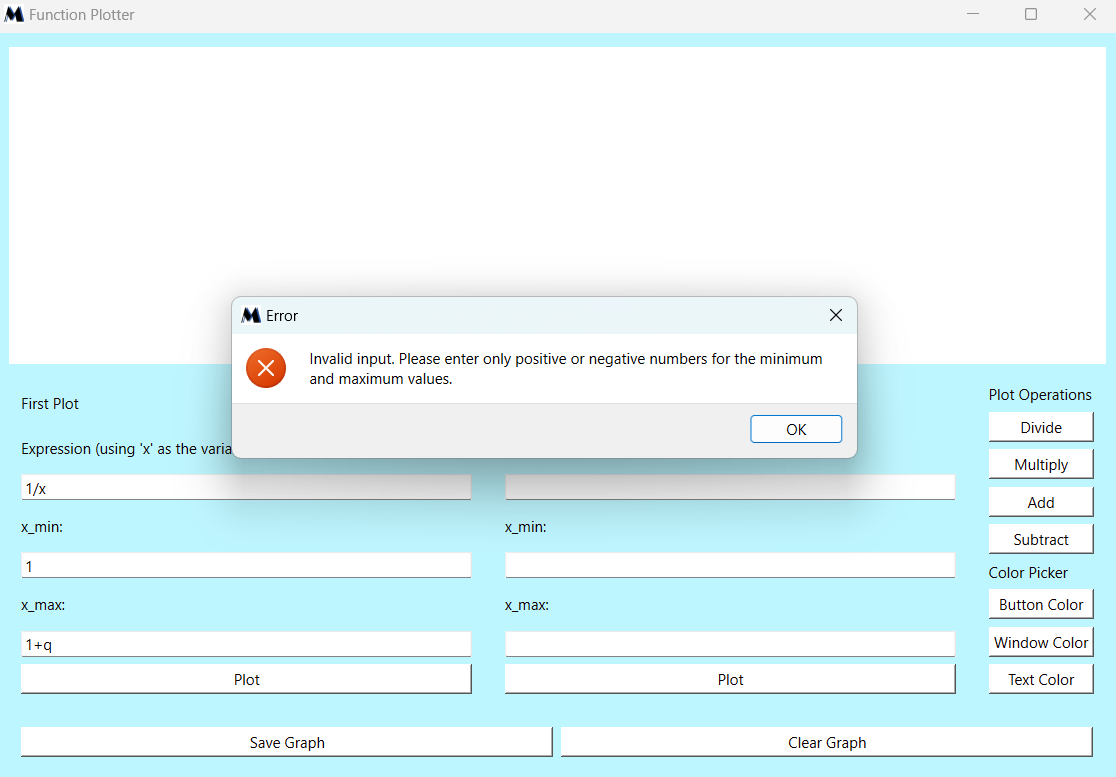 Function Plotter
Error
Invalid input. Please enter only positive or negative numbers for the minimum
and maximum values.
OK
First Plot
Expression (using 'x' as the varia
1/x
x_min:
1
x_max:
1+q
Plot
x_min:
x_max:
Plot
Plot Operations
Divide
Multiply
Add
Subtract
Color Picker
Button Color
Window Color
Text Color
Save Graph
Clear Graph